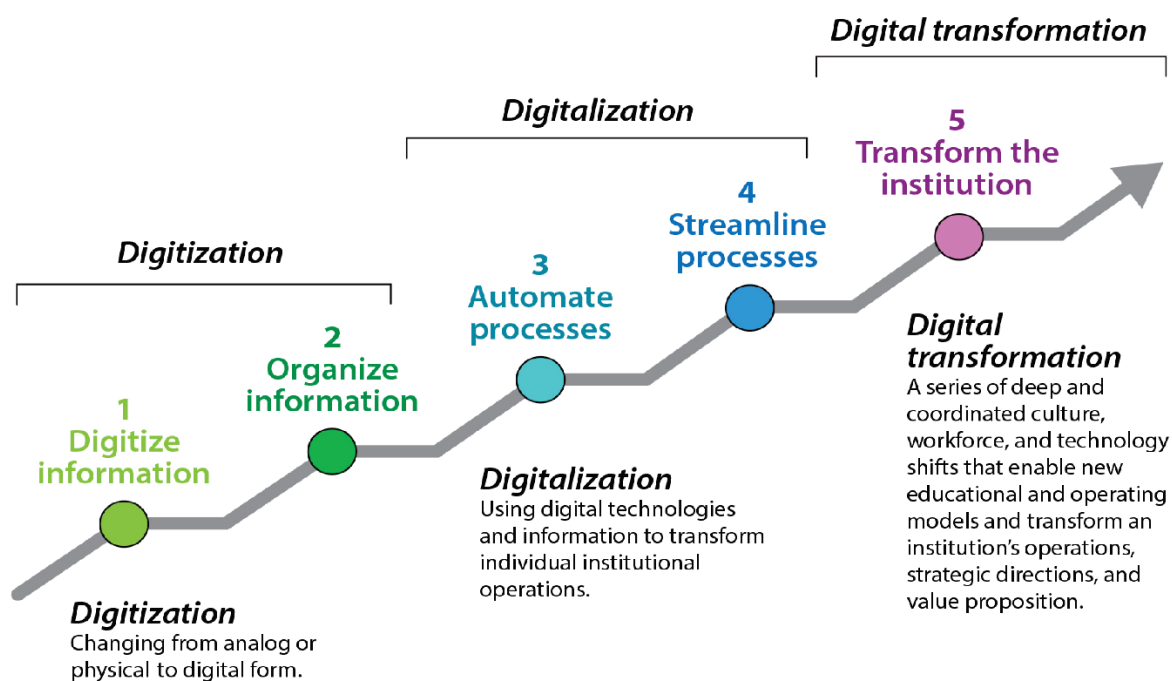 Digital transformation
Digitalization
5
Transform the
institution
4
Streamline
processes
Digitization
3
Automate
processes
2
Organize
information
1
Digitize
information
Digitization
Changing from analog or
physical to digital form.
Digitalization
Using digital technologies
and information to transform
individual institutional
operations.
Digital
transformation
A series of deep and
coordinated culture,
workforce, and technology
shifts that enable new
educational and operating
models and transform an
institution’s operations,
strategic directions, and
value proposition.